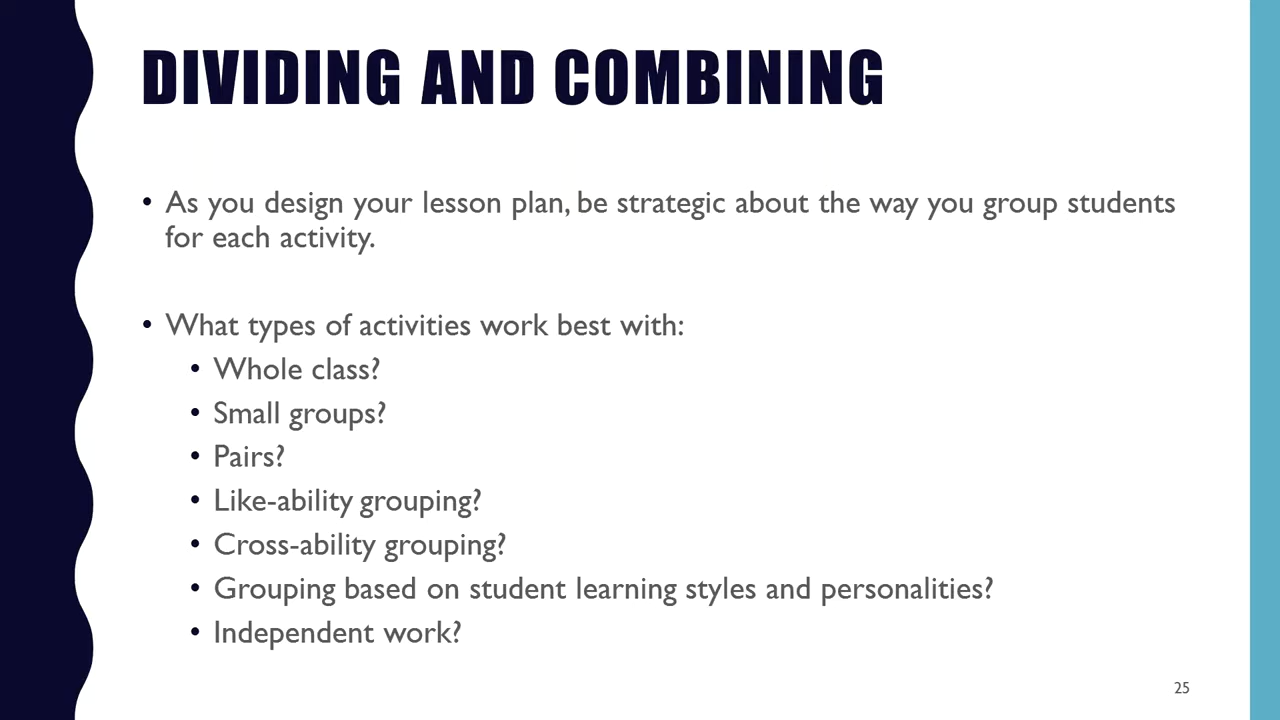 DIVIDING AND COMBINING
• As you design your lesson plan, be strategic about the way you group students
for each activity.
• What types of activities work best with:
• Whole class?
• Small groups?
• Pairs?
• Like-ability grouping?
• Cross-ability grouping?
• Grouping based on student learning styles and personalities?
• Independent work?
25